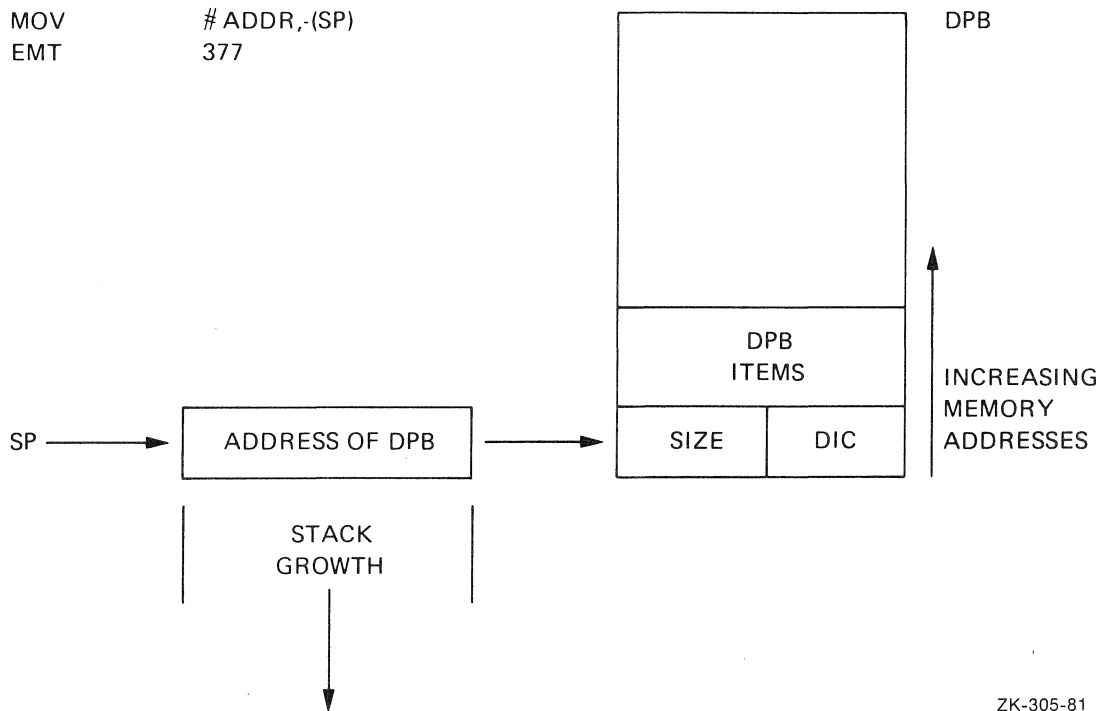 MOV #ADDR,-(SP)
EMT 377
DPB
DPB
ITEMS
SIZE DIC
INCREASING
MEMORY
ADDRESSES
SP ADDRESS OF DPB
STACK
GROWTH
ZK-305-81